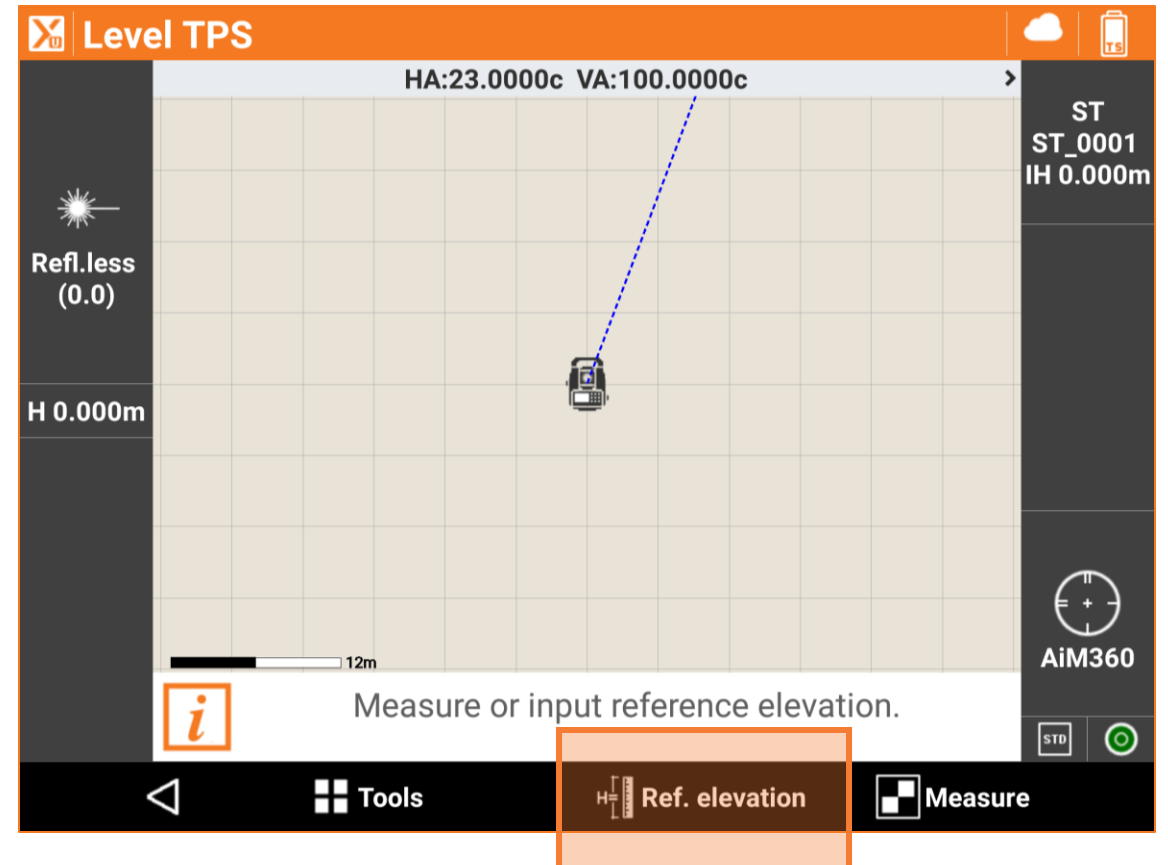 Level TPS
TS
HA:23.0000c VA:100.0000c
ST
ST_0001
IH 0.000m
Refl.less
(0.0)
H 0.000m
12m
AiM360
i
Measure or input reference elevation.
STD
Tools
H=
Ref. elevation
Measure